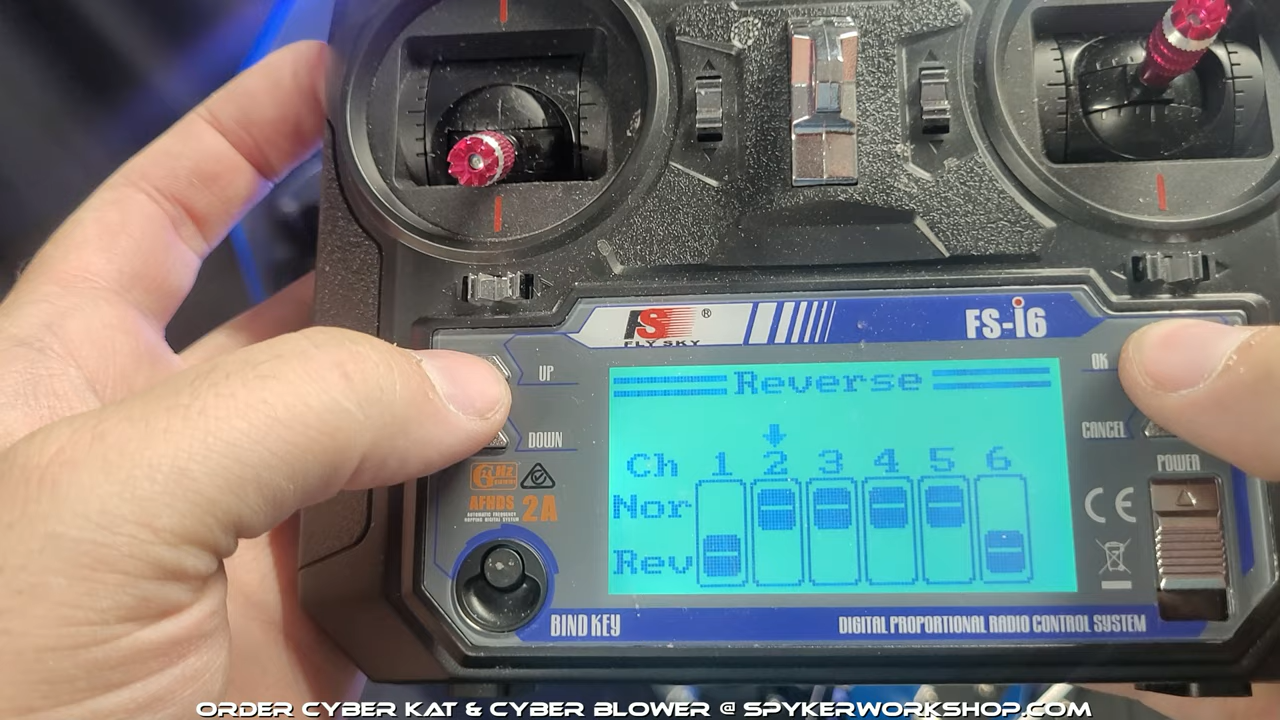 FS ®
FLY SKY
FS-i6
UP
OK
Reverse
DOWN
CANCEL
Ch 1 2 3 4 5 6
POWER
Nor
AFHDS 2A
AUTOMATIC FREQUENCY
HOPPING DIGITAL SYSTEM
CE
Rev
BIND KEY
DIGITAL PROPORTIONAL RADIO CONTROL SYSTEM
ORDER CYBER KAT & CYBER BLOWER @ SPYKERWORKSHOP.COM